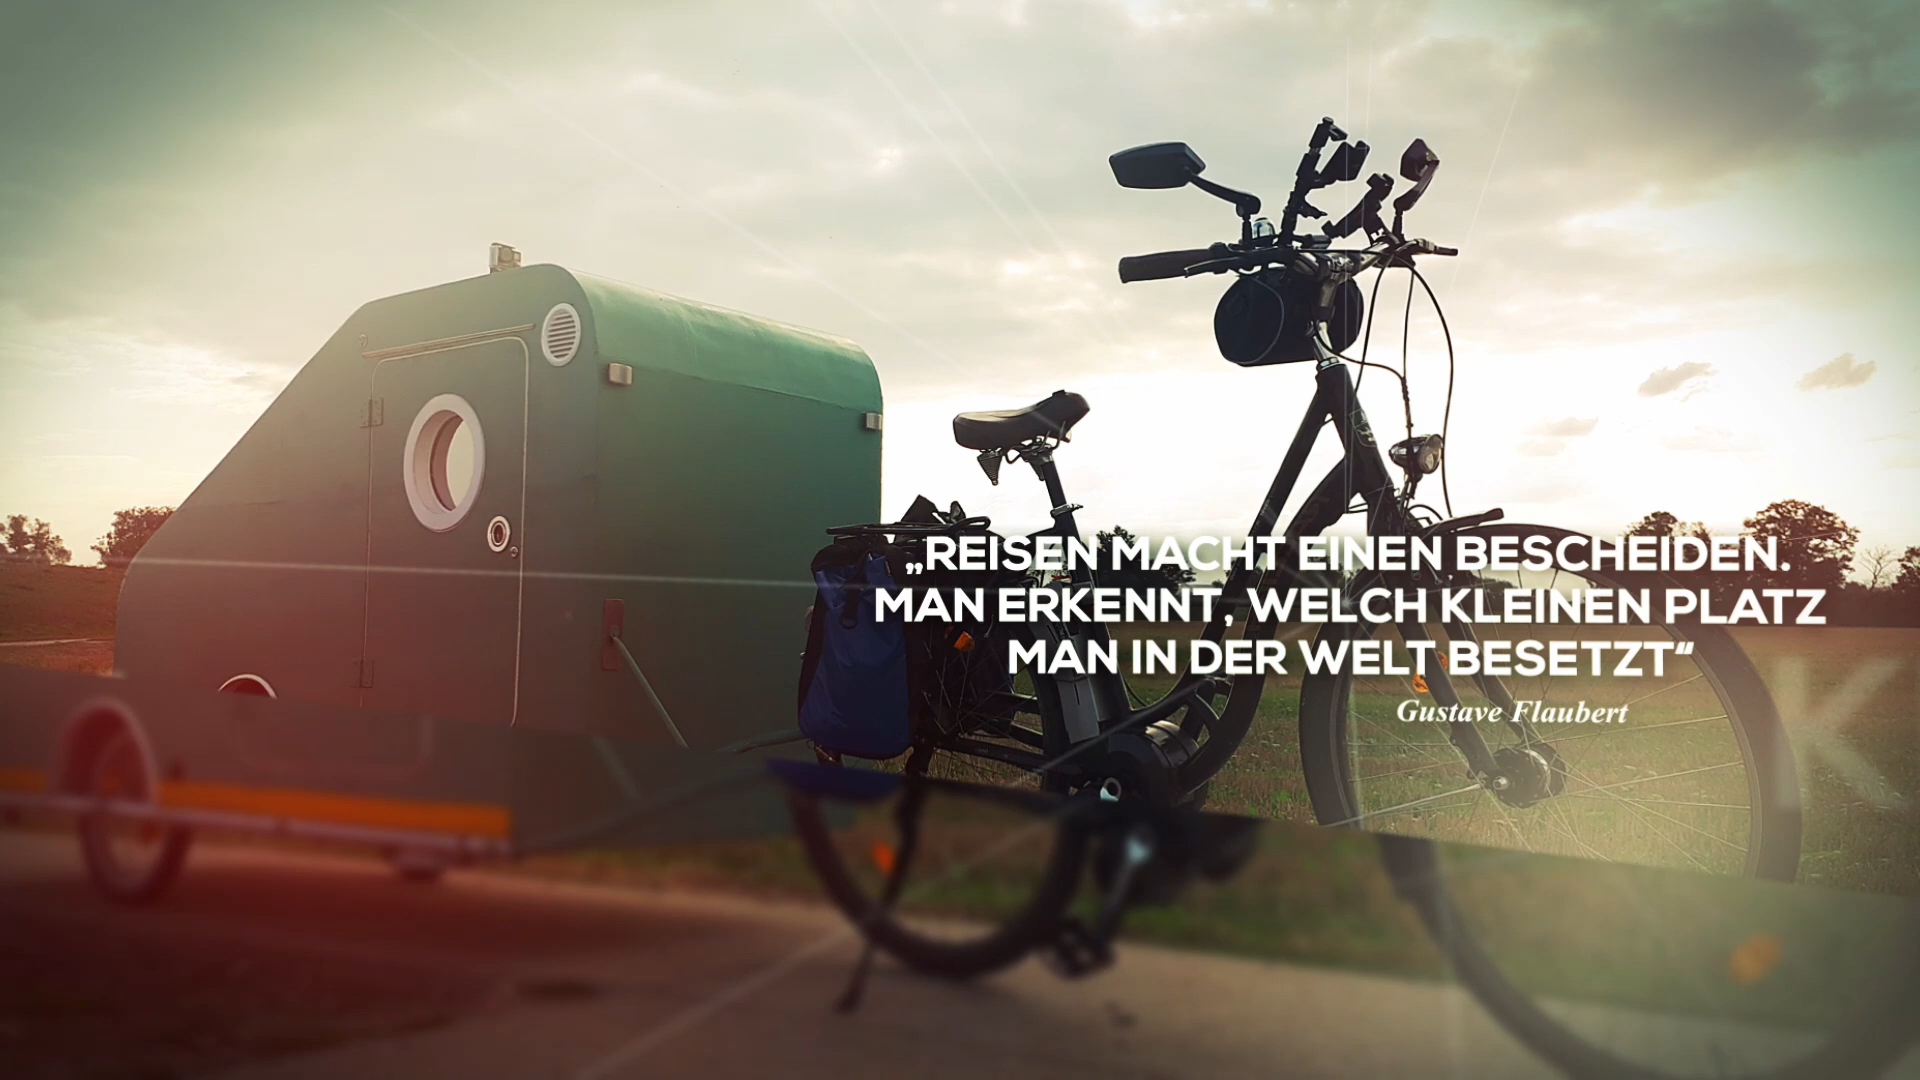 „REISEN MACHT EINEN BESCHEIDEN.
MAN ERKENNT, WELCH KLEINEN PLATZ
MAN IN DER WELT BESETZT“
Gustave Flaubert